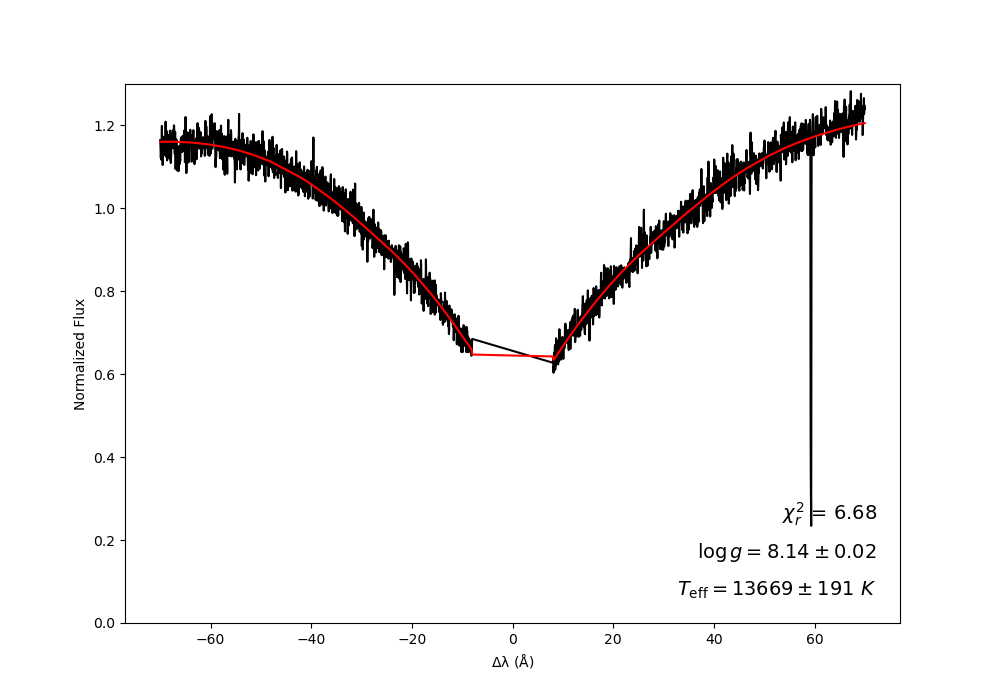 1.2
1.0
0.8
0.6
0.4
0.2
0.0
Normalized Flux
−60
−40
−20
0
20
40
60
Δλ (Å)
χ²ᵣ = 6.68
log g = 8.14 ± 0.02
T_eff = 13669 ± 191 K